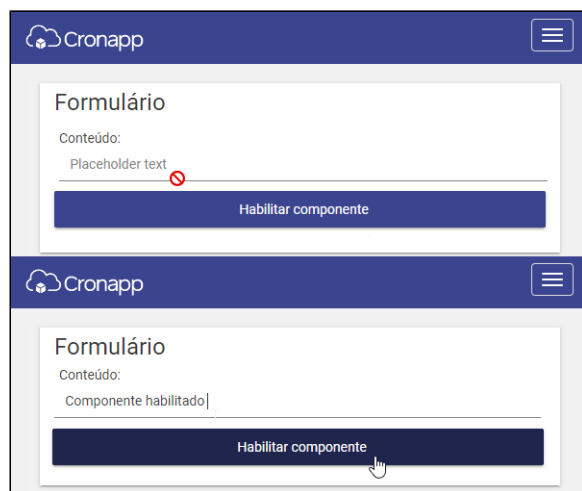 Cronapp
Formulário
Conteúdo:
Placeholder text
Habilitar componente
Cronapp
Formulário
Conteúdo:
Componente habilitado
Habilitar componente